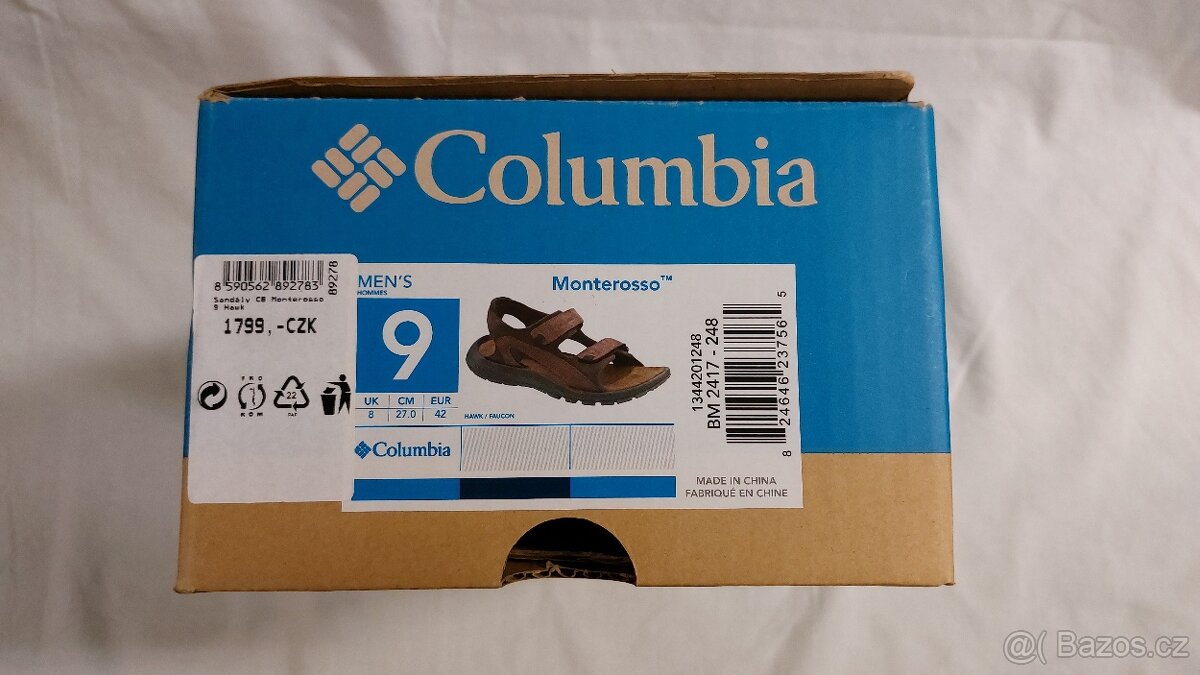 Columbia
8 590562 892783
89278
Sandály CB Monterosso
9 Hawk
1799,-CZK
22
PAP
MEN'S
HOMMES
9
UK CM EUR
8 27.0 42
Monterosso™
HAWK / FAUCON
Columbia
1344201248
BM 2417 - 248
8 24646 23756 5
MADE IN CHINA
FABRIQUÉ EN CHINE
@( Bazos.cz